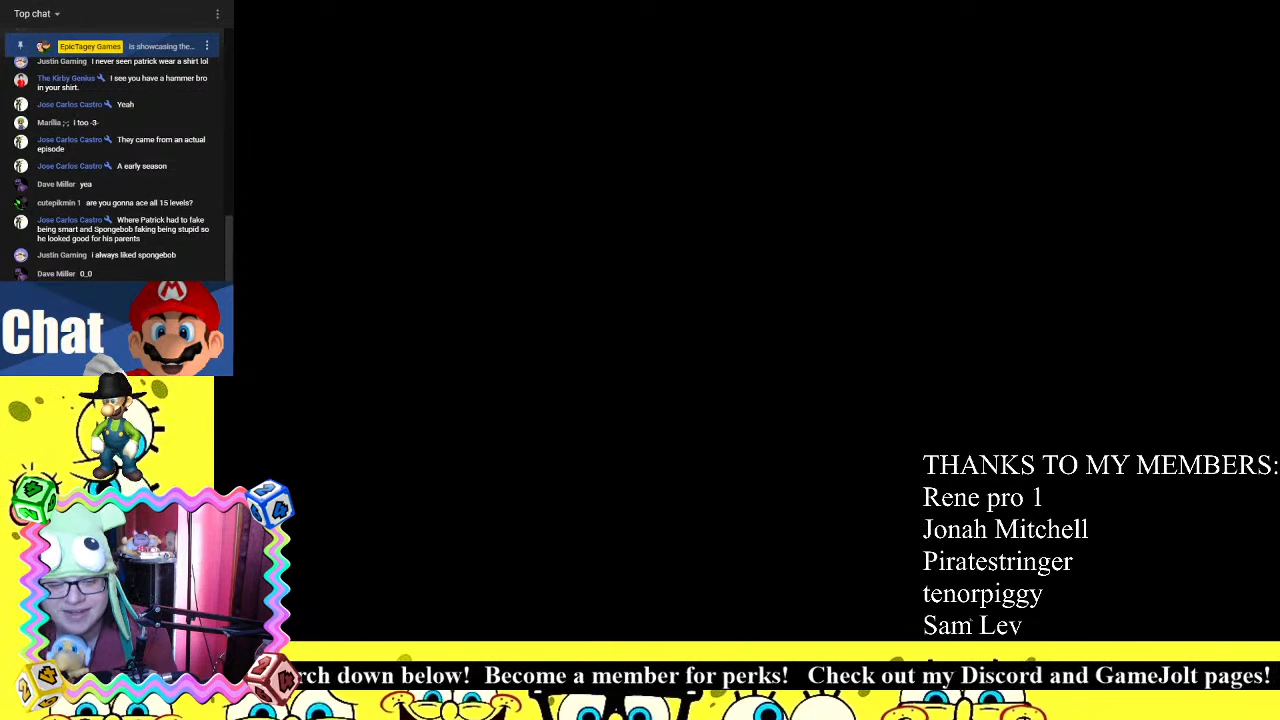 Top chat
EpicTagey Games is showcasing the...
Justin Gaming I never seen patrick wear a shirt lol
The Kirby Genius I see you have a hammer bro
in your shirt.
Jose Carlos Castro Yeah
Marília ;-; i too -3-
Jose Carlos Castro They came from an actual
episode
Jose Carlos Castro A early season
Dave Miller yea
cutepikmin 1 are you gonna ace all 15 levels?
Jose Carlos Castro Where Patrick had to fake
being smart and Spongebob faking being stupid so
he looked good for his parents
Justin Gaming i always liked spongebob
Dave Miller 0_0
Chat
THANKS TO MY MEMBERS:
Rene pro 1
Jonah Mitchell
Piratestringer
tenorpiggy
Sam Lev
rch down below! Become a member for perks! Check out my Discord and GameJolt pages!